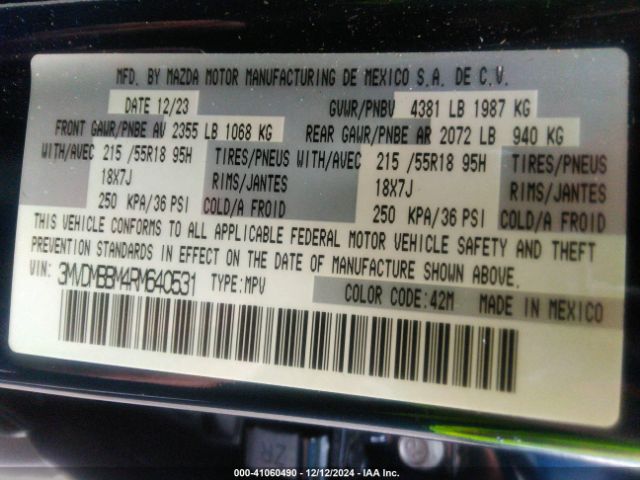 MFD. BY MAZDA MOTOR MANUFACTURING DE MEXICO S.A. DE C.V.
DATE 12/23 GVWR/PNBV 4381 LB 1987 KG
FRONT GAWR/PNBE AV 2355 LB 1068 KG REAR GAWR/PNBE AR 2072 LB 940 KG
WITH/AVEC 215 /55R18 95H TIRES/PNEUS WITH/AVEC 215 /55R18 95H TIRES/PNEUS
18X7J RIMS/JANTES 18X7J RIMS/JANTES
250 KPA/36 PSI COLD/A FROID 250 KPA/36 PSI COLD/A FROID
THIS VEHICLE CONFORMS TO ALL APPLICABLE FEDERAL MOTOR VEHICLE SAFETY AND THEFT
PREVENTION STANDARDS IN EFFECT ON THE DATE OF MANUFACTURE SHOWN ABOVE.
VIN: 3MVDMBBM4RM640531 TYPE:MPV COLOR CODE:42M MADE IN MEXICO
ZR
000-41060490 - 12/12/2024 - IAA Inc.